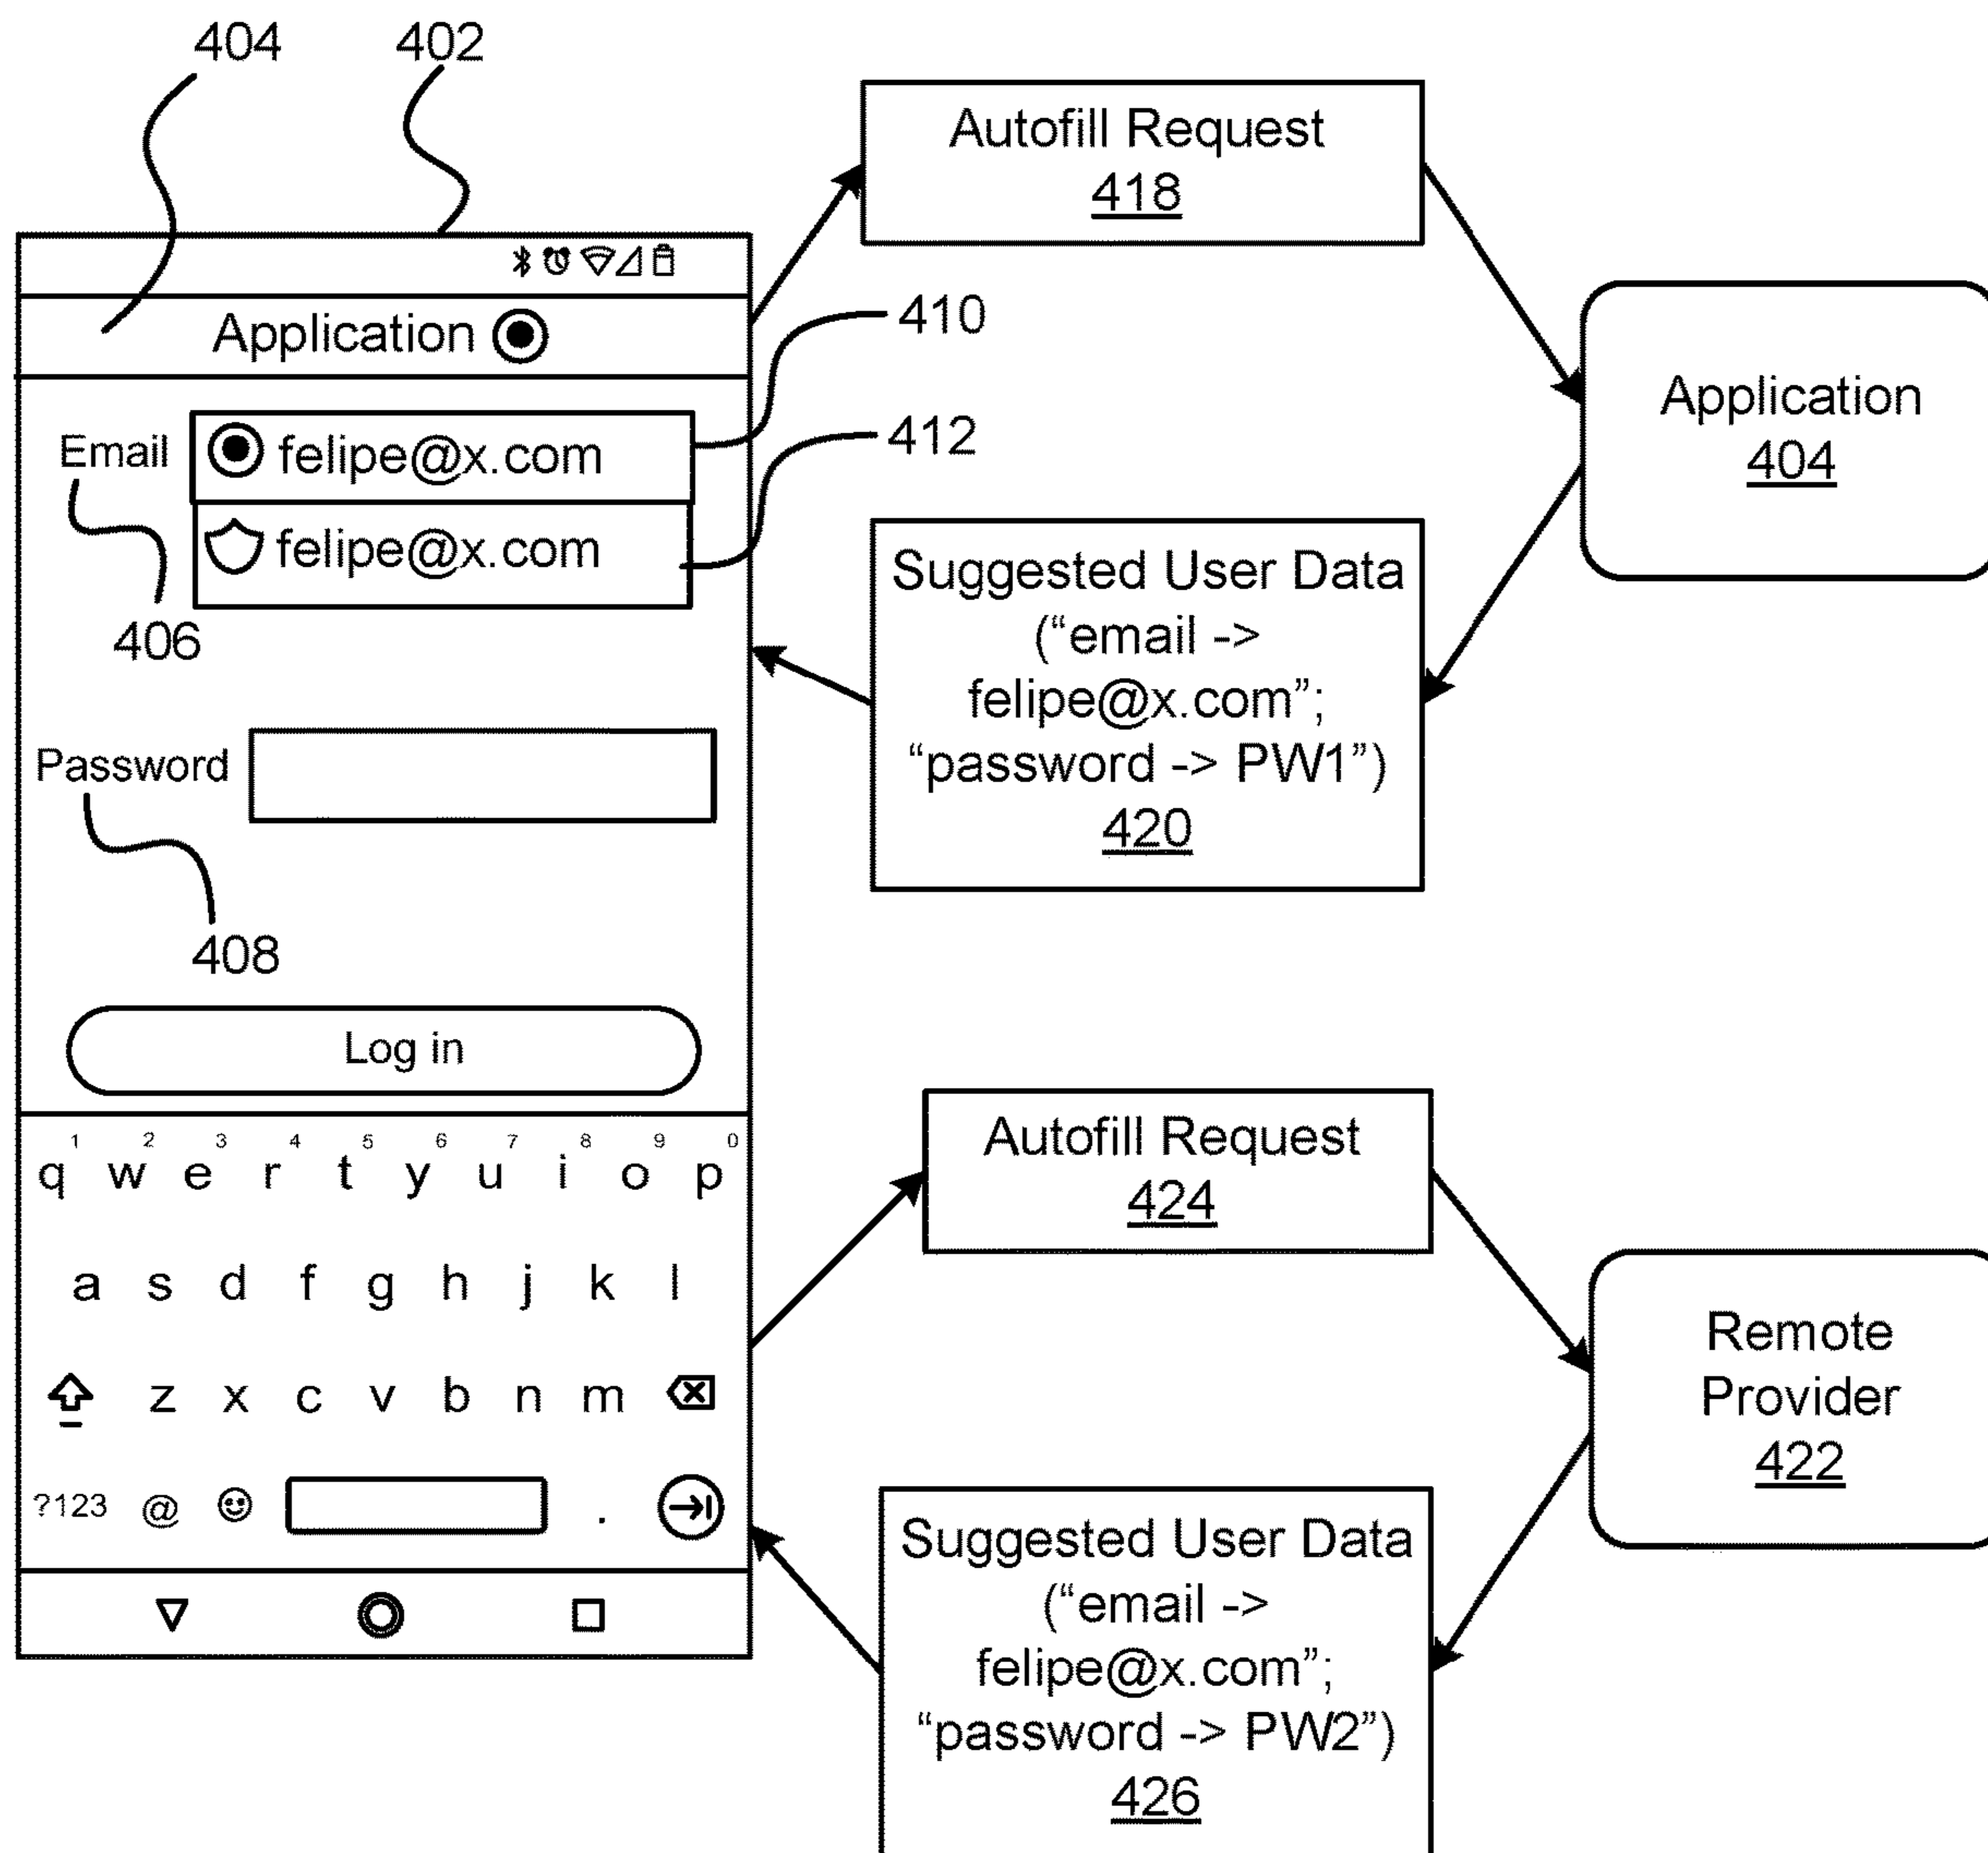 404
402
Application
Email
felipe@x.com
felipe@x.com
410
412
406
Password
408
Log in
1 2 3 4 5 6 7 8 9 0
q w e r t y u i o p
a s d f g h j k l
z x c v b n m
?123 @ .
Autofill Request
418
Application
404
Suggested User Data
(“email ->
felipe@x.com”;
“password -> PW1”)
420
Autofill Request
424
Remote
Provider
422
Suggested User Data
(“email ->
felipe@x.com”;
“password -> PW2”)
426